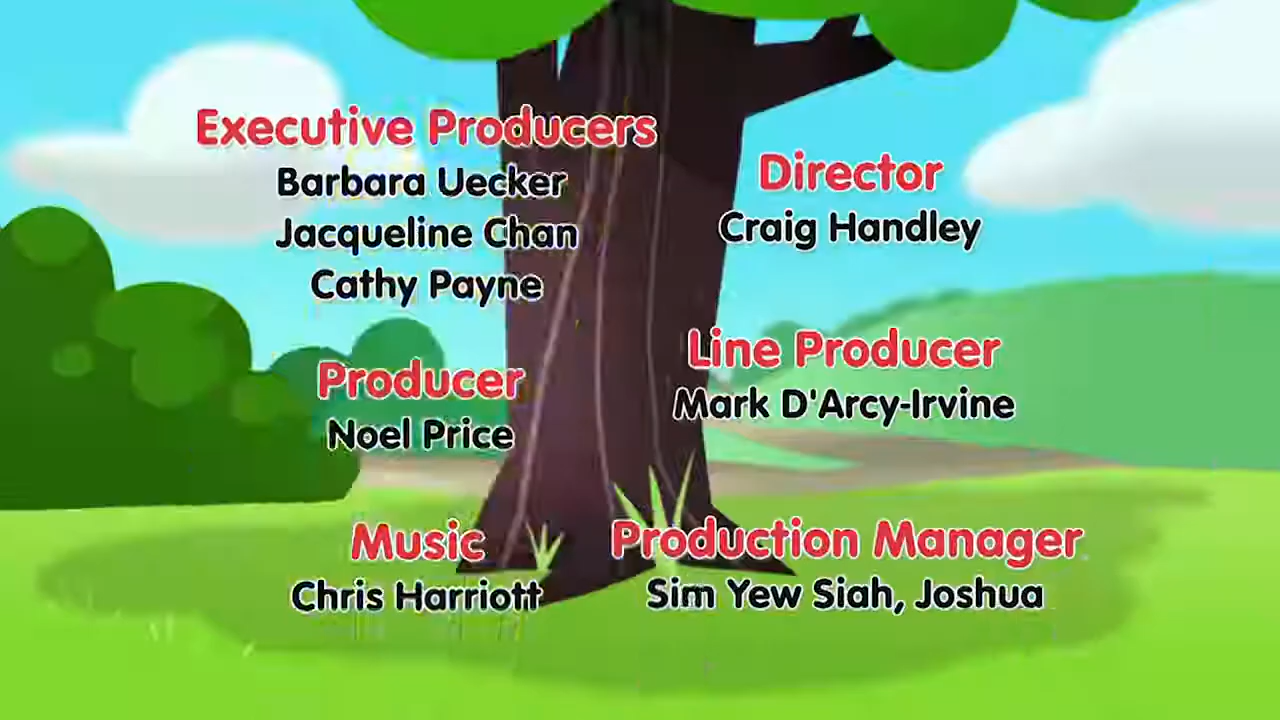 Executive Producers
Barbara Uecker
Jacqueline Chan
Cathy Payne
Producer
Noel Price
Music
Chris Harriott
Director
Craig Handley
Line Producer
Mark D'Arcy-Irvine
Production Manager
Sim Yew Siah, Joshua